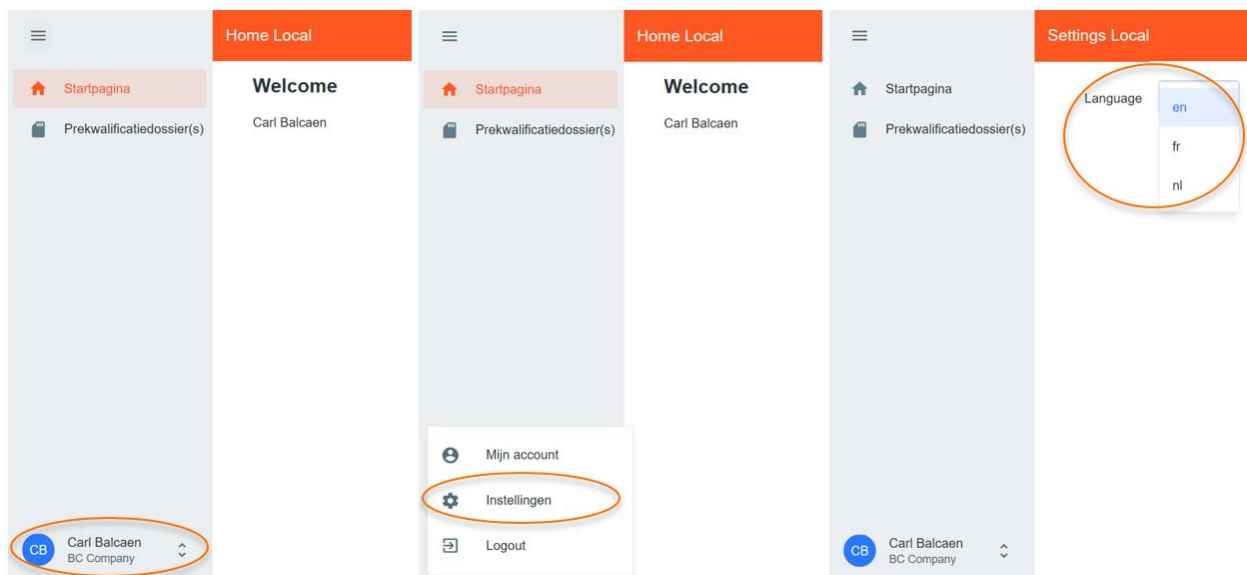 Home Local
Startpagina
Prekwalificatiedossier(s)
Welcome
Carl Balcaen
CB
Carl Balcaen
BC Company
Home Local
Startpagina
Prekwalificatiedossier(s)
Welcome
Carl Balcaen
Mijn account
Instellingen
Logout
Settings Local
Startpagina
Prekwalificatiedossier(s)
Language
en
fr
nl
CB
Carl Balcaen
BC Company